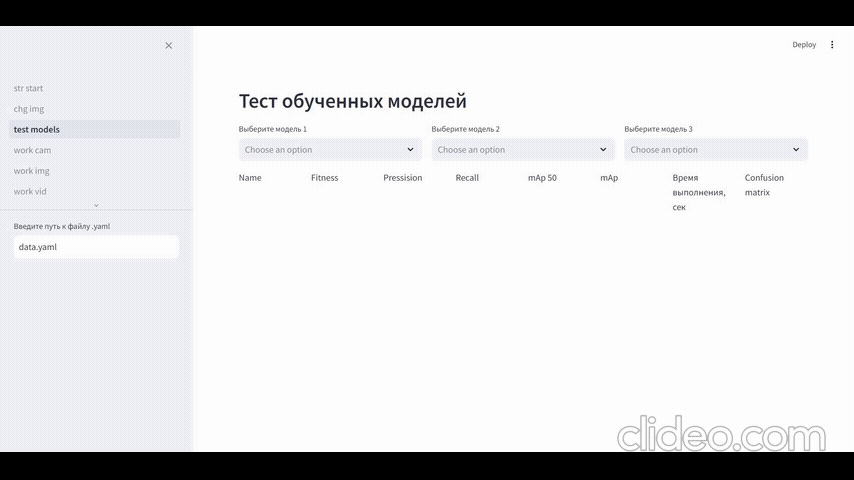 Deploy
str start
chg img
test models
work cam
work img
work vid
Введите путь к файлу .yaml
data.yaml
Тест обученных моделей
Выберите модель 1
Выберите модель 2
Выберите модель 3
Choose an option
Choose an option
Choose an option
Name
Fitness
Pressision
Recall
mAp 50
mAp
Время
выполнения,
сек
Confusion
matrix
clideo.com